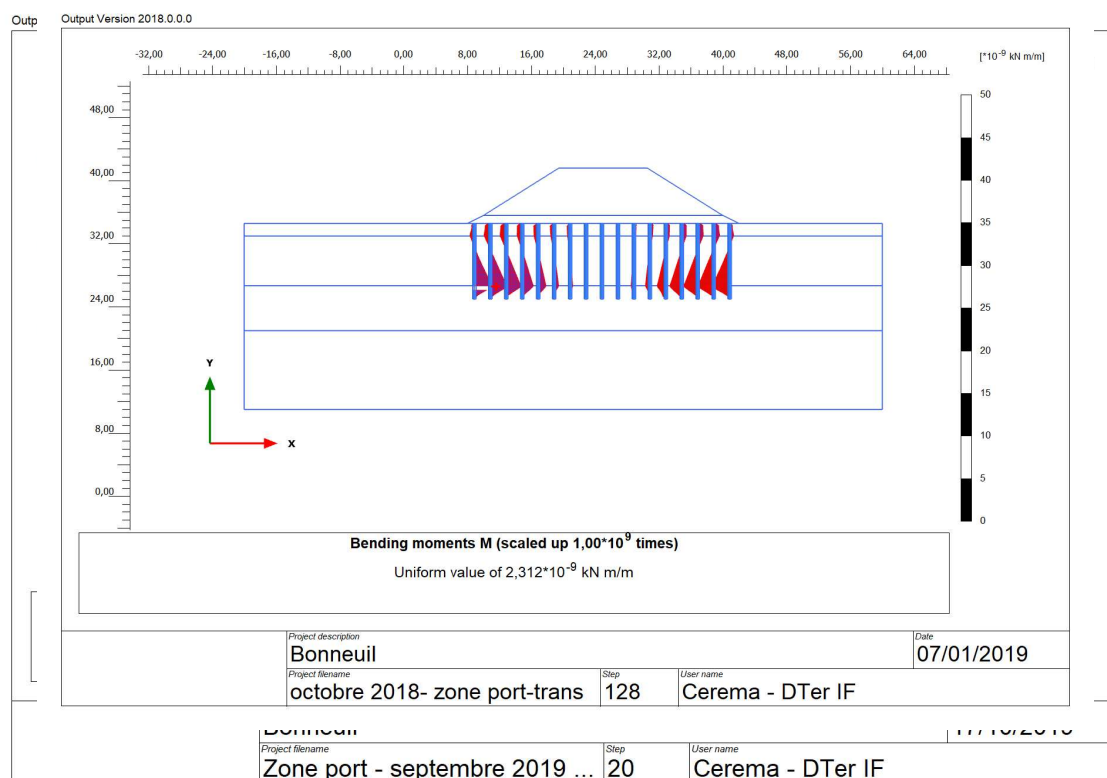 Outp
Output Version 2018.0.0.0
-32,00 -24,00 -16,00 -8,00 0,00 8,00 16,00 24,00 32,00 40,00 48,00 56,00 64,00
[*10⁻⁹ kN m/m]
50
48,00
45
40,00
40
35
32,00
30
24,00
25
20
16,00
15
Y
8,00
10
X
5
0,00
0
Bending moments M (scaled up 1,00*10⁹ times)
Uniform value of 2,312*10⁻⁹ kN m/m
Project description
Date
Bonneuil
07/01/2019
Project filename
Step
User name
octobre 2018- zone port-trans
128
Cerema - DTer IF
Project filename
Step
User name
Zone port - septembre 2019 ...
20
Cerema - DTer IF